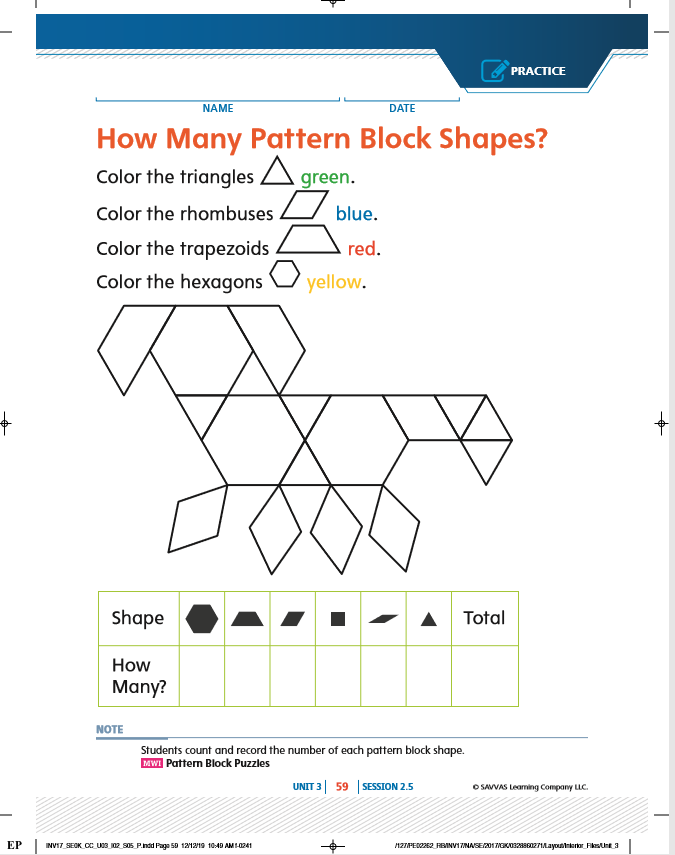 PRACTICE
NAME DATE
How Many Pattern Block Shapes?
Color the triangles green.
Color the rhombuses blue.
Color the trapezoids red.
Color the hexagons yellow.
Shape Total
How
Many?
NOTE
Students count and record the number of each pattern block shape.
MWI Pattern Block Puzzles
UNIT 3 59 SESSION 2.5 © SAVVAS Learning Company LLC.
EP INV17_SE0K_CC_U03_I02_S05_P.indd Page 59 12/12/19 10:49 AM f-0241 /127/PE02262_RB/INV17/NA/SE/2017/GK/0328860271/Layout/Interior_Files/Unit_3